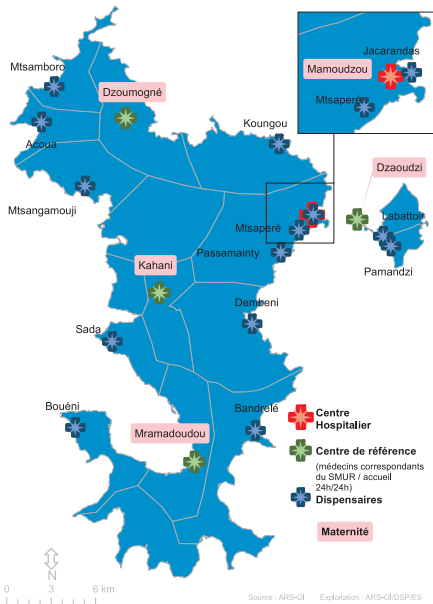 Jacarandas
Mamoudzou
Mtsaperé
Mtsamboro
Dzoumogné
Acoua
Koungou
Dzaoudzi
Mtsangamouji
Labattoir
Mtsaperé
Passamainty
Pamandzi
Kahani
Dembeni
Sada
Bouéni
Bandrelé
Mramadoudou
Centre
Hospitalier
Centre de référence
(médecins correspondants
du SMUR / accueil
24h/24h)
Dispensaires
Maternité
N
0 3 6 km
Source : ARS-OI Exploitation : ARS-OI/DSP/ES